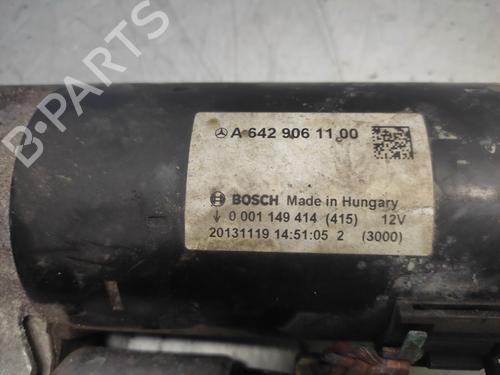 A 642 906 11 00
BOSCH Made in Hungary
0 001 149 414 (415) 12V
20131119 14:51:05 2 (3000)
B PARTS